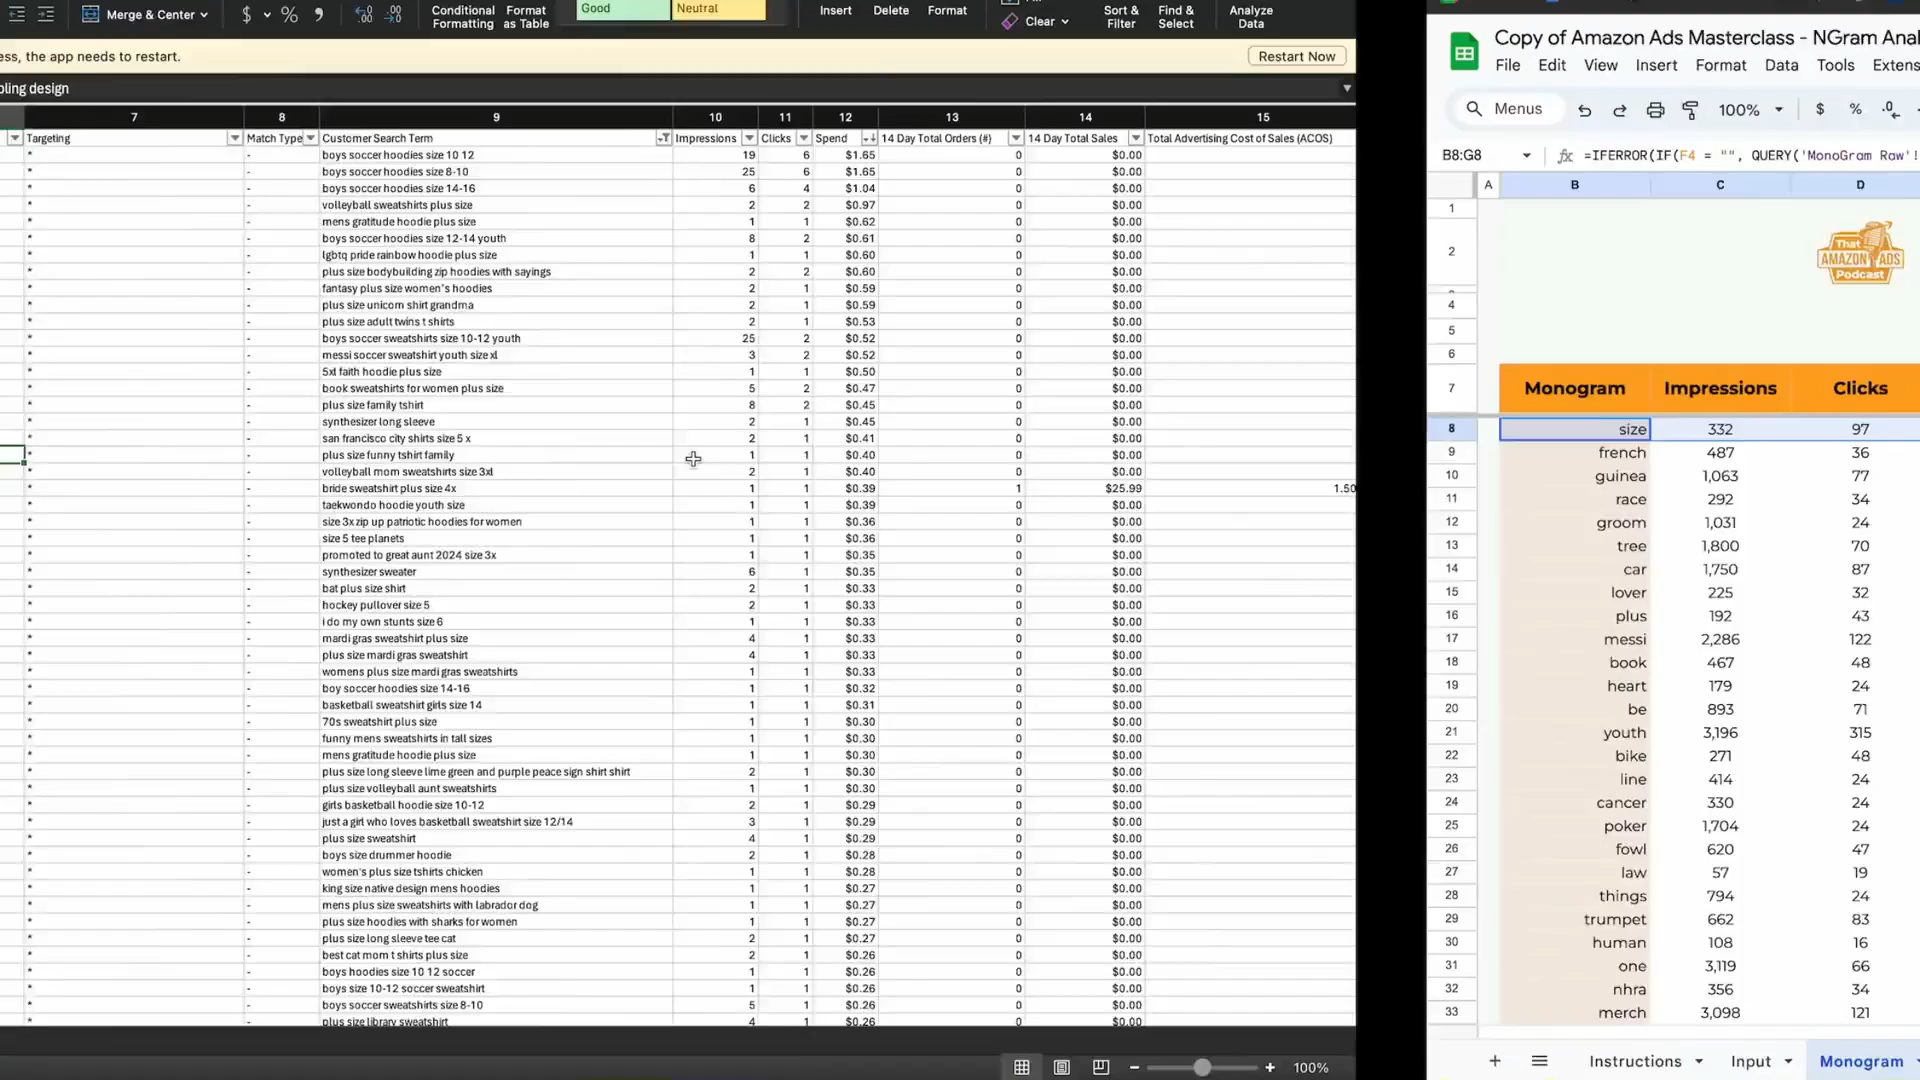 Merge & Center
$ % 9
Conditional Formatting
Format as Table
Good
Neutral
Insert
Delete
Format
Clear
Sort & Filter
Find & Select
Analyze Data
ess, the app needs to restart.
Restart Now
pling design
7 8 9 10 11 12 13 14 15
Targeting Match Type Customer Search Term Impressions Clicks Spend 14 Day Total Orders (#) 14 Day Total Sales Total Advertising Cost of Sales (ACOS)
* - boys soccer hoodies size 10 12 19 6 $1.65 0 $0.00
* - boys soccer hoodies size 8-10 25 6 $1.65 0 $0.00
* - boys soccer hoodies size 14-16 6 4 $1.04 0 $0.00
* - volleyball sweatshirts plus size 2 2 $0.97 0 $0.00
* - mens gratitude hoodie plus size 1 1 $0.62 0 $0.00
* - boys soccer hoodies size 12-14 youth 8 2 $0.61 0 $0.00
* - lgbtq pride rainbow hoodie plus size 1 1 $0.60 0 $0.00
* - plus size bodybuilding zip hoodies with sayings 2 2 $0.60 0 $0.00
* - fantasy plus size women's hoodies 2 1 $0.59 0 $0.00
* - plus size unicorn shirt grandma 2 1 $0.59 0 $0.00
* - plus size adult twins t shirts 2 1 $0.53 0 $0.00
* - boys soccer sweatshirts size 10-12 youth 25 2 $0.52 0 $0.00
* - messi soccer sweatshirt youth size xl 3 2 $0.52 0 $0.00
* - 5xl faith hoodie plus size 1 1 $0.50 0 $0.00
* - book sweatshirts for women plus size 5 2 $0.47 0 $0.00
* - plus size family tshirt 8 2 $0.45 0 $0.00
* - synthesizer long sleeve 2 1 $0.45 0 $0.00
* - san francisco city shirts size 5 x 2 1 $0.41 0 $0.00
* - plus size funny tshirt family 1 1 $0.40 0 $0.00
* - volleyball mom sweatshirts size 3xl 2 1 $0.40 0 $0.00
* - bride sweatshirt plus size 4x 1 1 $0.39 1 $25.99 1.50
* - taekwondo hoodie youth size 1 1 $0.39 0 $0.00
* - size 3x zip up patriotic hoodies for women 1 1 $0.36 0 $0.00
* - size 5 tee planets 1 1 $0.36 0 $0.00
* - promoted to great aunt 2024 size 3x 1 1 $0.35 0 $0.00
* - synthesizer sweater 6 1 $0.35 0 $0.00
* - bat plus size shirt 2 1 $0.33 0 $0.00
* - hockey pullover size 5 2 1 $0.33 0 $0.00
* - i do my own stunts size 6 1 1 $0.33 0 $0.00
* - mardi gras sweatshirt plus size 4 1 $0.33 0 $0.00
* - plus size mardi gras sweatshirt 4 1 $0.33 0 $0.00
* - womens plus size mardi gras sweatshirts 1 1 $0.33 0 $0.00
* - boy soccer hoodies size 14-16 1 1 $0.32 0 $0.00
* - basketball sweatshirt girls size 14 1 1 $0.31 0 $0.00
* - 70s sweatshirt plus size 1 1 $0.30 0 $0.00
* - funny mens sweatshirts in tall sizes 1 1 $0.30 0 $0.00
* - mens gratitude hoodie plus size 1 1 $0.30 0 $0.00
* - plus size long sleeve lime green and purple peace sign shirt shirt 2 1 $0.30 0 $0.00
* - plus size volleyball aunt sweatshirts 1 1 $0.30 0 $0.00
* - girls basketball hoodie size 10-12 2 1 $0.29 0 $0.00
* - just a girl who loves basketball sweatshirt size 12/14 3 1 $0.29 0 $0.00
* - plus size sweatshirt 4 1 $0.29 0 $0.00
* - boys size drummer hoodie 2 1 $0.28 0 $0.00
* - women's plus size tshirts chicken 1 1 $0.28 0 $0.00
* - king size native design mens hoodies 1 1 $0.27 0 $0.00
* - mens plus size sweatshirts with labrador dog 1 1 $0.27 0 $0.00
* - plus size hoodies with sharks for women 1 1 $0.27 0 $0.00
* - plus size long sleeve tee cat 2 1 $0.27 0 $0.00
* - best cat mom t shirts plus size 2 1 $0.26 0 $0.00
* - boys hoodies size 10 12 soccer 1 1 $0.26 0 $0.00
* - boys size 10-12 soccer sweatshirt 1 1 $0.26 0 $0.00
* - boys soccer sweatshirts size 8-10 5 1 $0.26 0 $0.00
* - plus size library sweatshirt 4 1 $0.26 0 $0.00
100%
Copy of Amazon Ads Masterclass - NGram Anal
File Edit View Insert Format Data Tools Extens
Menus 100% $ % .0
B8:G8 fx =IFERROR(IF(F4 = "", QUERY('MonoGram Raw'!
A B C D
1
2
That AMAZON ADS Podcast
4
5
6
7 Monogram Impressions Clicks
8 size 332 97
9 french 487 36
10 guinea 1,063 77
11 race 292 34
12 groom 1,031 24
13 tree 1,800 70
14 car 1,750 87
15 lover 225 32
16 plus 192 43
17 messi 2,286 122
18 book 467 48
19 heart 179 24
20 be 893 71
21 youth 3,196 315
22 bike 271 48
23 line 414 24
24 cancer 330 24
25 poker 1,704 24
26 fowl 620 47
27 law 57 19
28 things 794 24
29 trumpet 662 83
30 human 108 16
31 one 3,119 66
32 nhra 356 34
33 merch 3,098 121
Instructions Input Monogram